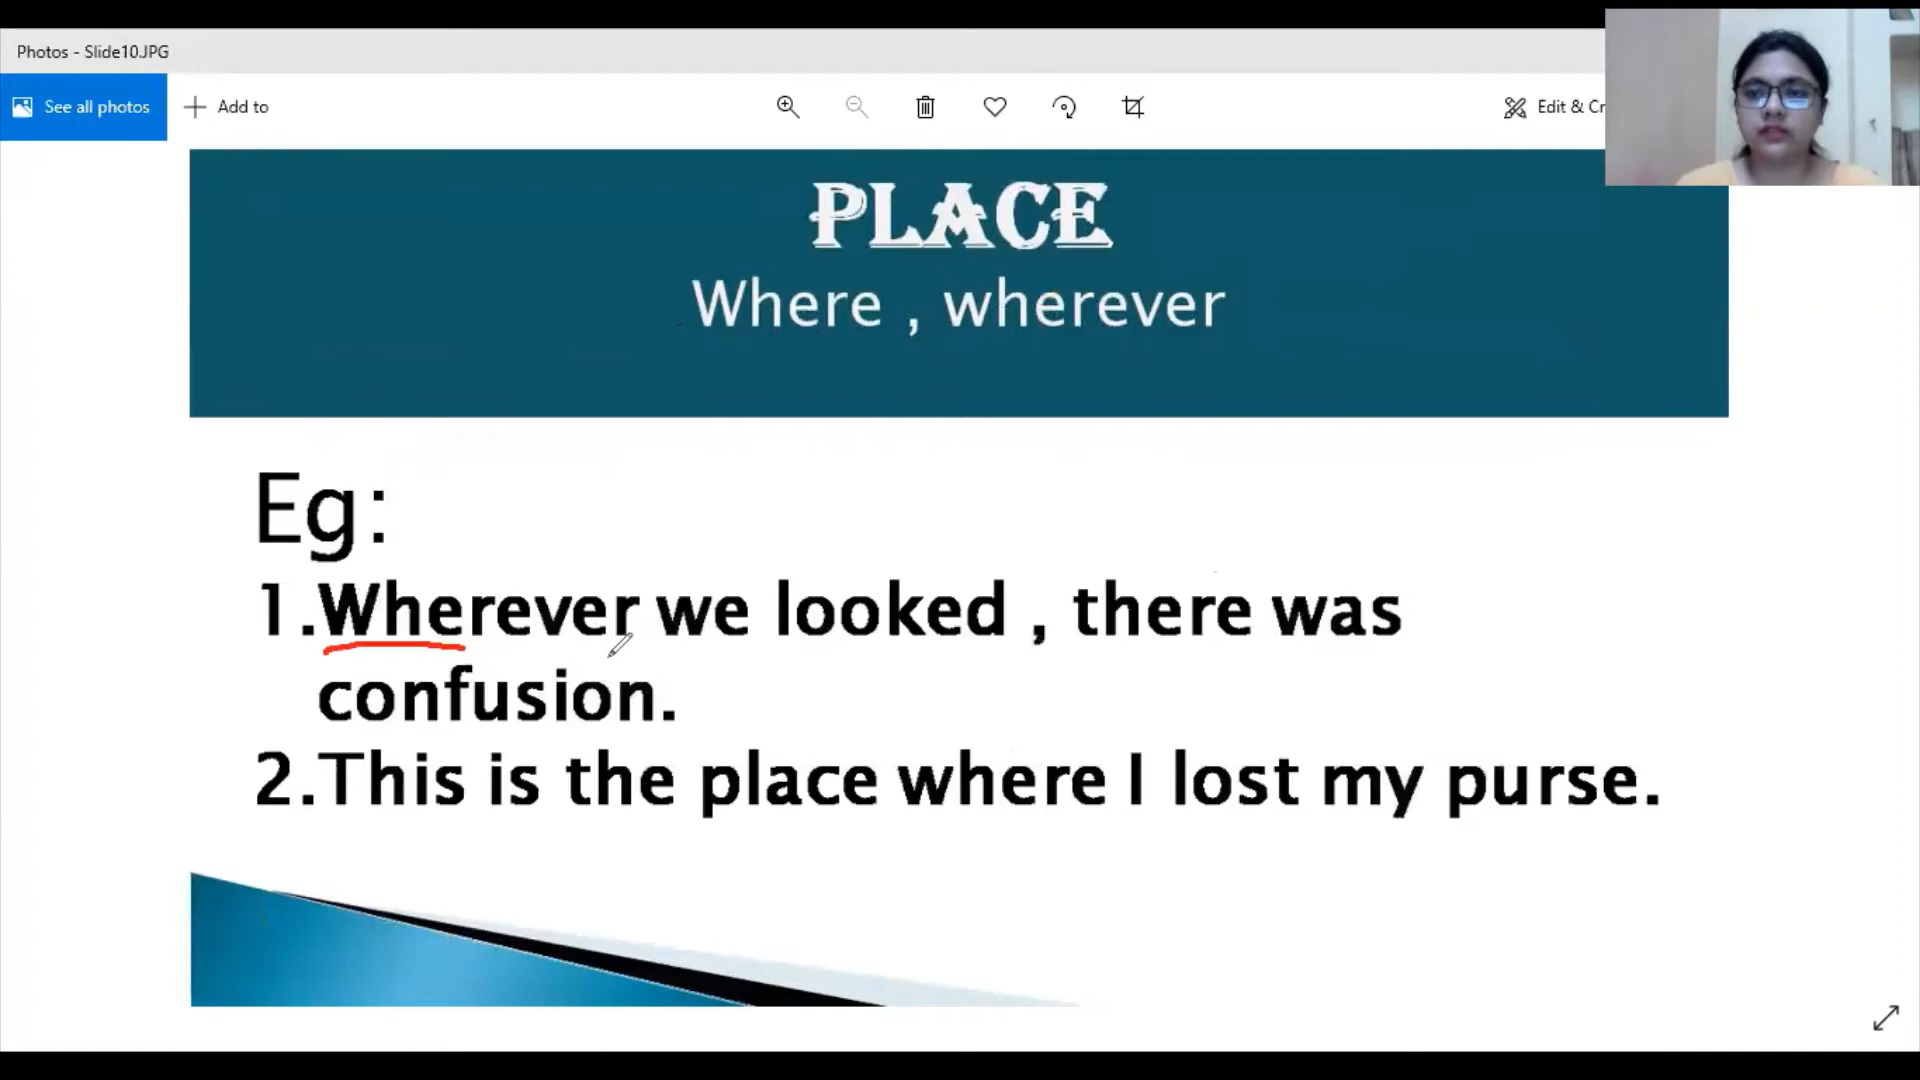 Photos - Slide10.JPG
See all photos
Add to
Edit & Cr
PLACE
Where , wherever
Eg:
1.Wherever we looked , there was
confusion.
2.This is the place where I lost my purse.